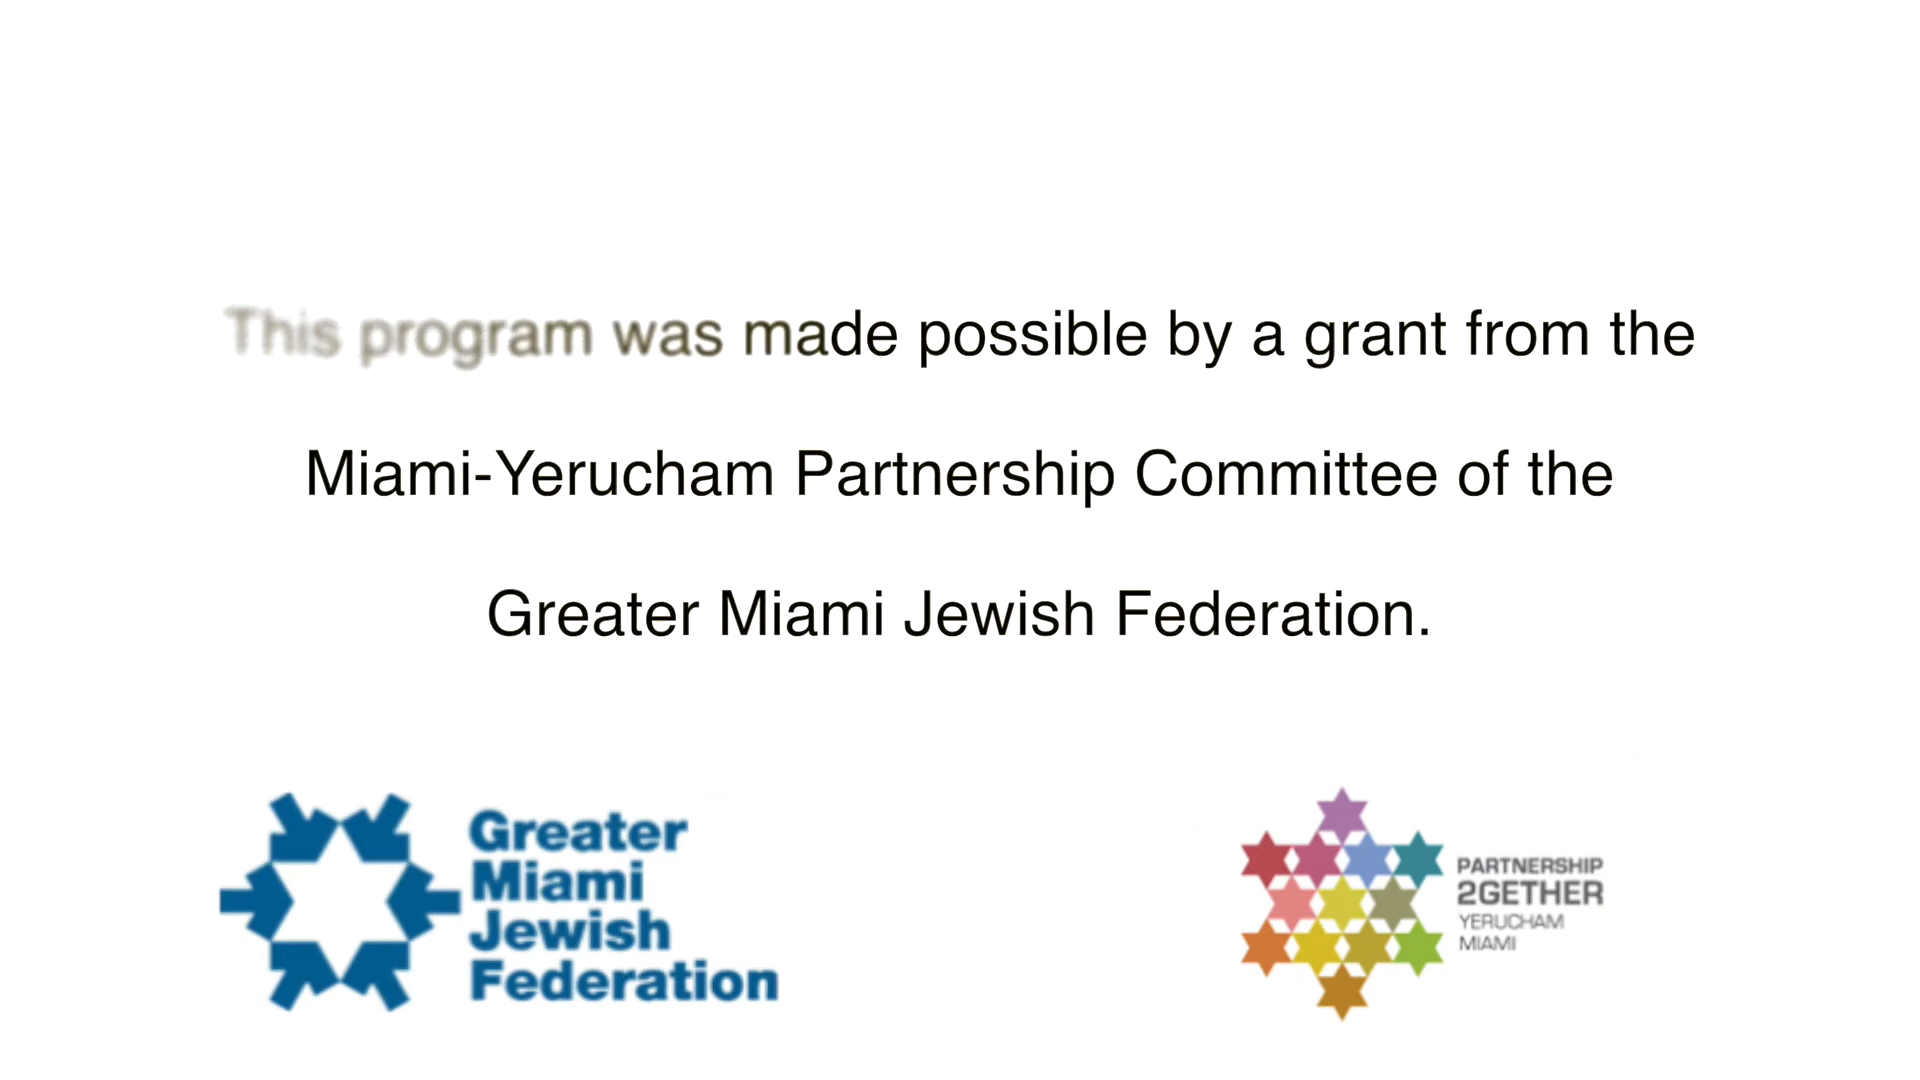 This program was made possible by a grant from the
Miami-Yerucham Partnership Committee of the
Greater Miami Jewish Federation.
Greater
Miami
Jewish
Federation
PARTNERSHIP
2GETHER
YERUCHAM
MIAMI